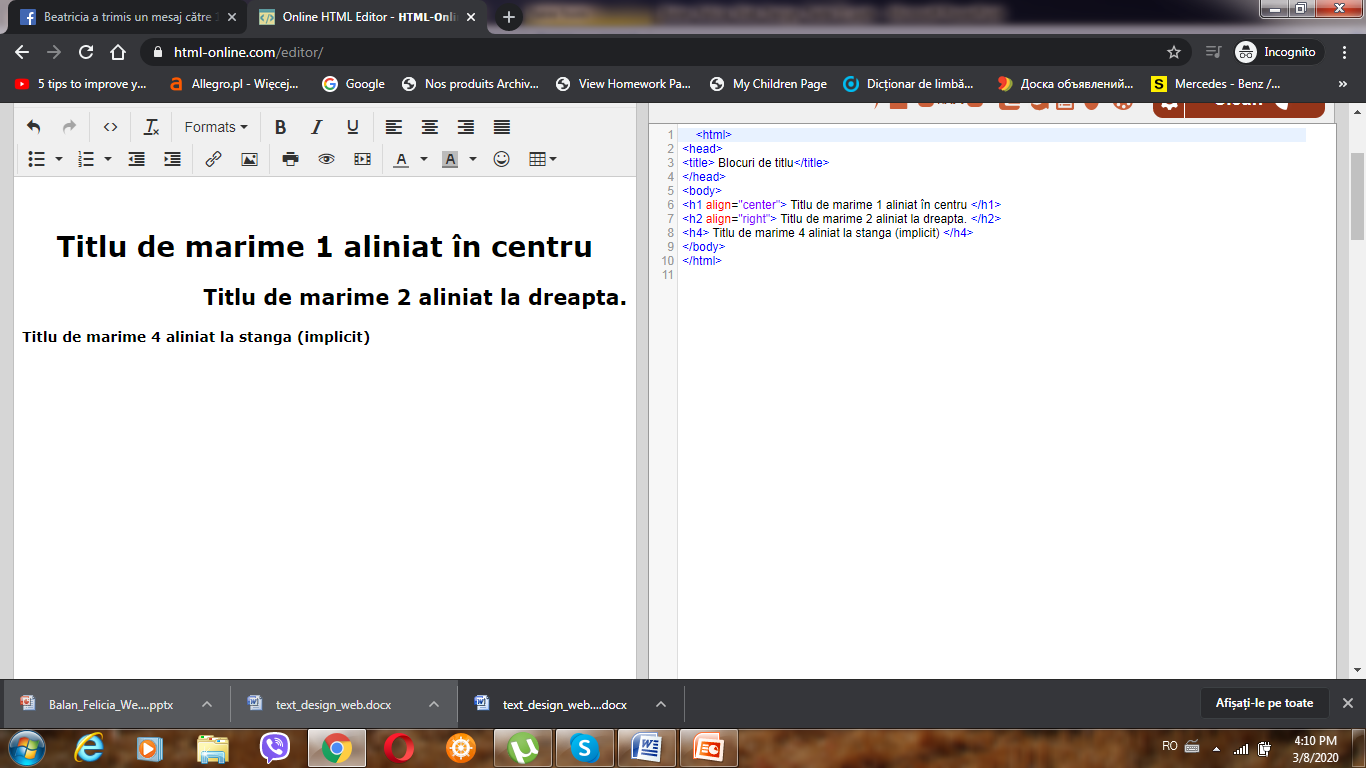 Beatricia a trimis un mesaj către
Online HTML Editor - HTML-Onli
html-online.com/editor/
Incognito
5 tips to improve y...
Allegro.pl - Więcej...
Google
Nos produits Archiv...
View Homework Pa...
My Children Page
Dicționar de limbă...
Доска объявлений...
S
Mercedes - Benz /...
»
Formats
B I U
A A
Titlu de marime 1 aliniat în centru
Titlu de marime 2 aliniat la dreapta.
Titlu de marime 4 aliniat la stanga (implicit)
1 <html>
2 <head>
3 <title> Blocuri de titlu</title>
4 </head>
5 <body>
6 <h1 align="center"> Titlu de marime 1 aliniat în centru </h1>
7 <h2 align="right"> Titlu de marime 2 aliniat la dreapta. </h2>
8 <h4> Titlu de marime 4 aliniat la stanga (implicit) </h4>
9 </body>
10 </html>
11
Balan_Felicia_We....pptx
text_design_web.docx
text_design_web....docx
Afișați-le pe toate
RO
4:10 PM
3/8/2020